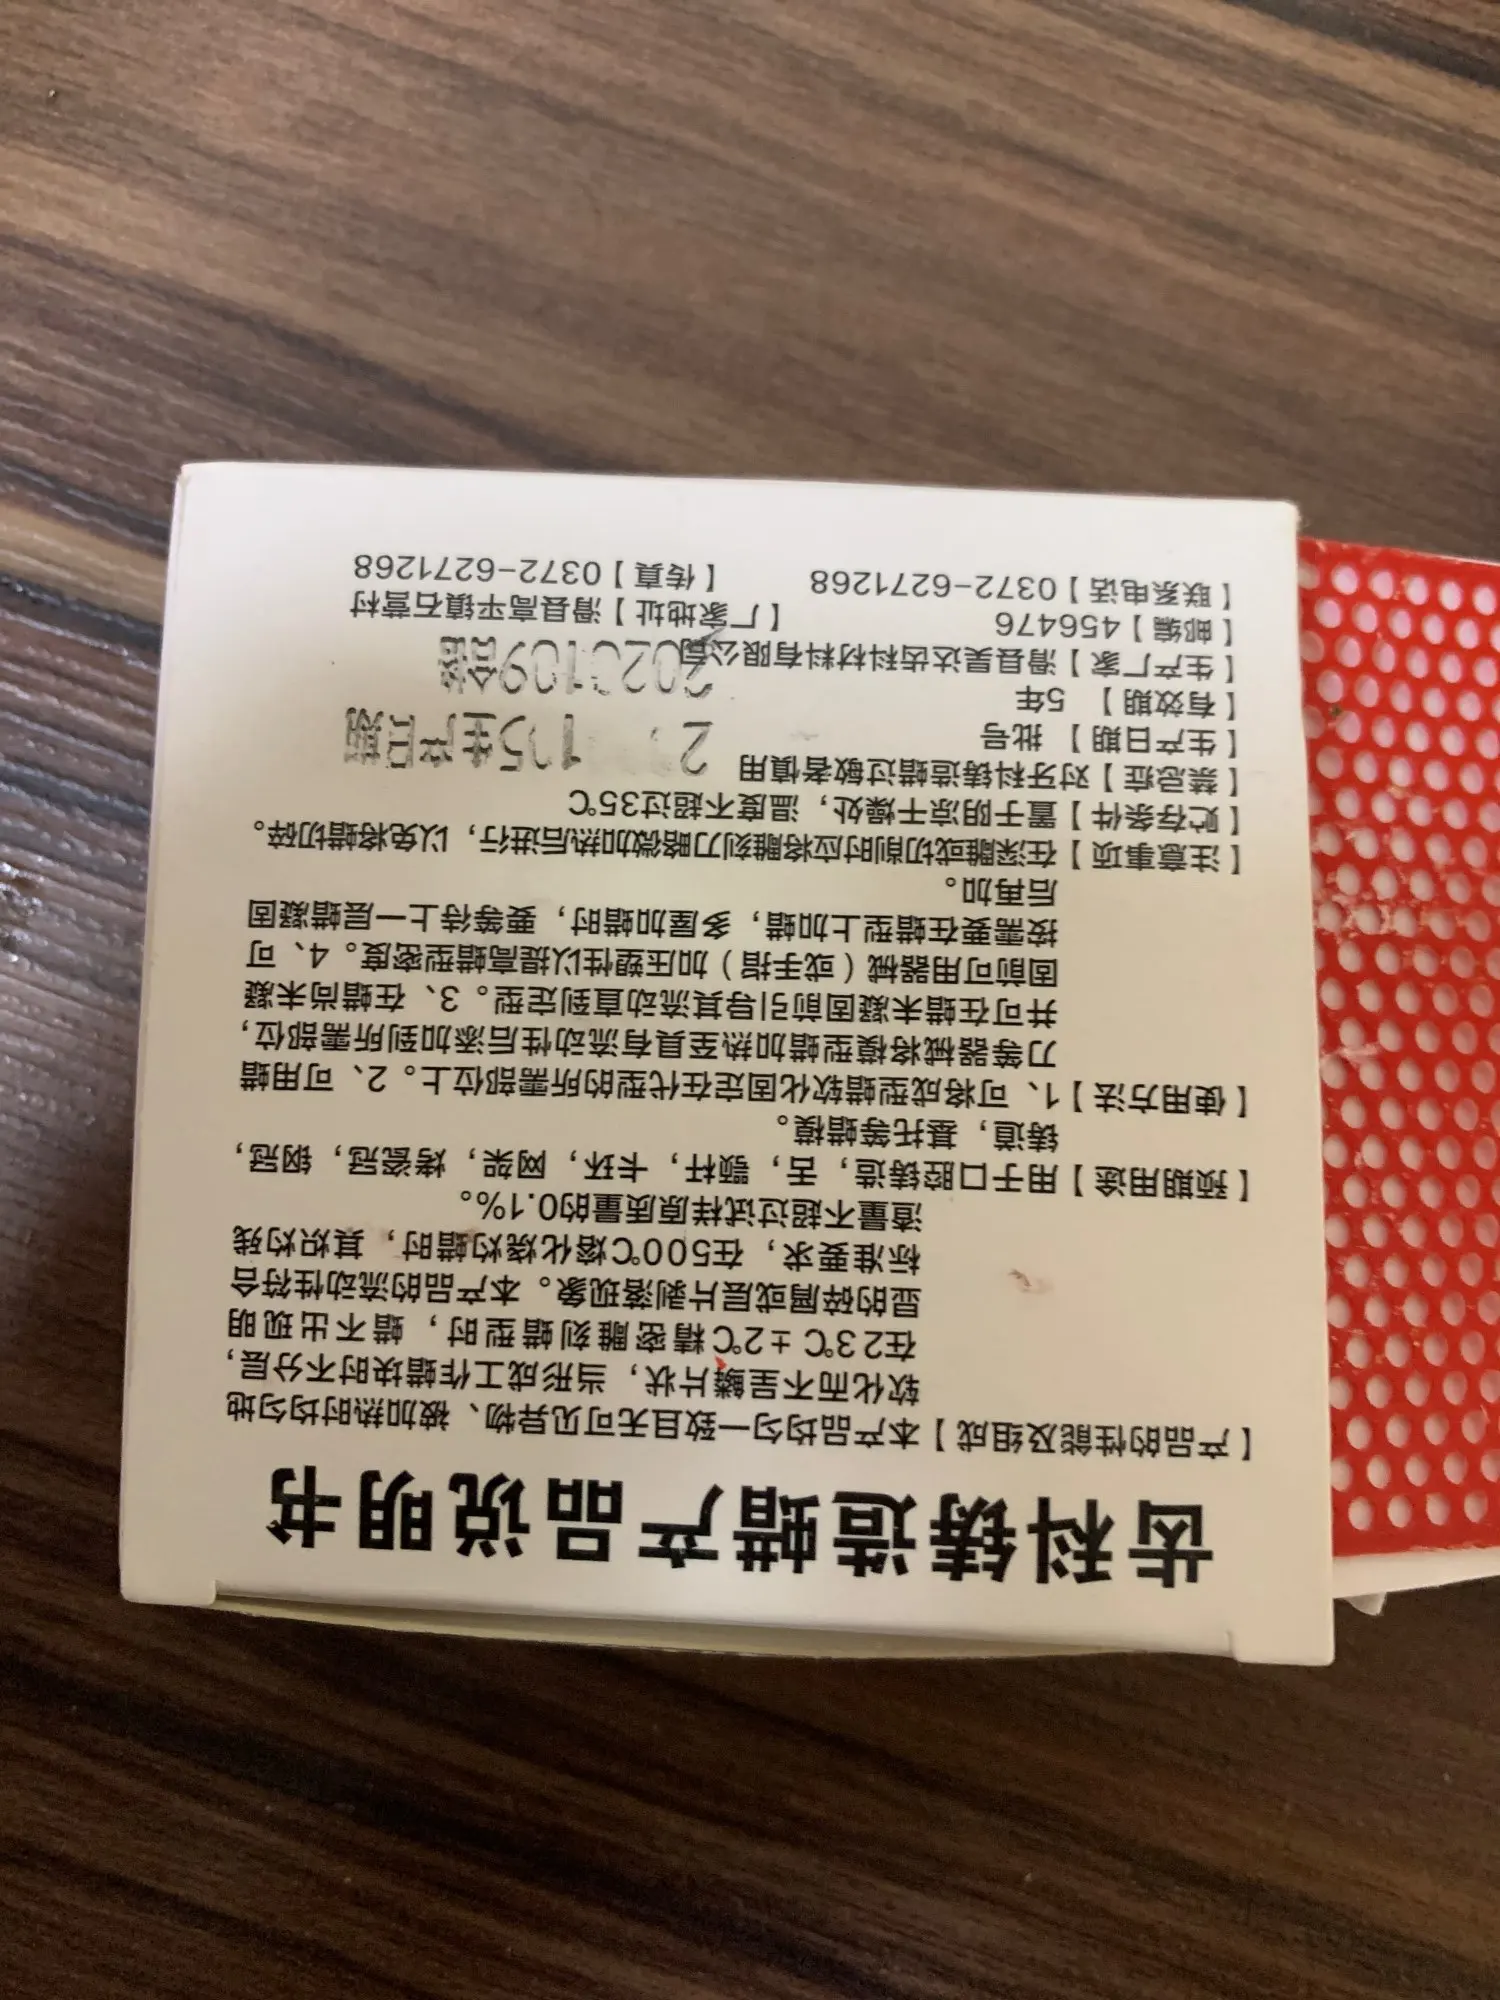 齿科铸造蜡产品说明书
【产品的性能及组成】本产品均匀一致且无可见异物、被加热时均匀地
软化而不呈鳞片状，当形成工作蜡块时不分层，
在23℃±2℃精密雕刻蜡型时，蜡不出现明
显的碎屑或层片剥落现象。本产品的流动性符合
标准要求，在500℃熔化烧灼蜡时，其炽灼残
渣量不超过试样原质量的0.1%。
【预期用途】用于口腔铸造，舌，颚杆，卡环，网架，烤瓷冠，钢冠，
铸道，基托等蜡模。
【使用方法】1、可将成型蜡软化固定在代型的所需部位上。2、可用蜡
刀等器械将模型蜡加热至具有流动性后添加到所需部位，
并可在蜡未凝固前引导其流动直到定型。3、在蜡尚未凝
固前可用器械（或手指）加压塑性以提高蜡型密度。4、可
按需要在蜡型上加蜡，多屋加蜡时，要等待上一层蜡凝固
后再加。
【注意事项】在深雕或切削时应将雕刻刀略微加热后进行，以免将蜡切碎。
【贮存条件】置于阴凉干燥处，温度不超过35℃
【禁忌症】对牙科铸造蜡过敏者慎用
【生产日期】 批号 生产日期
【有效期】 5年
【生产厂家】滑县昊达齿科材料有限公司
【邮编】456476 【厂家地址】滑县高平镇石营村
【联系电话】0372-6271268 【传真】0372-6271268